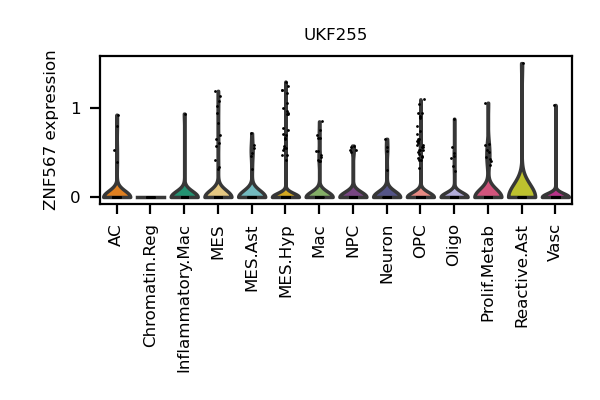 UKF255
ZNF567 expression
1
0
AC
Chromatin.Reg
Inflammatory.Mac
MES
MES.Ast
MES.Hyp
Mac
NPC
Neuron
OPC
Oligo
Prolif.Metab
Reactive.Ast
Vasc